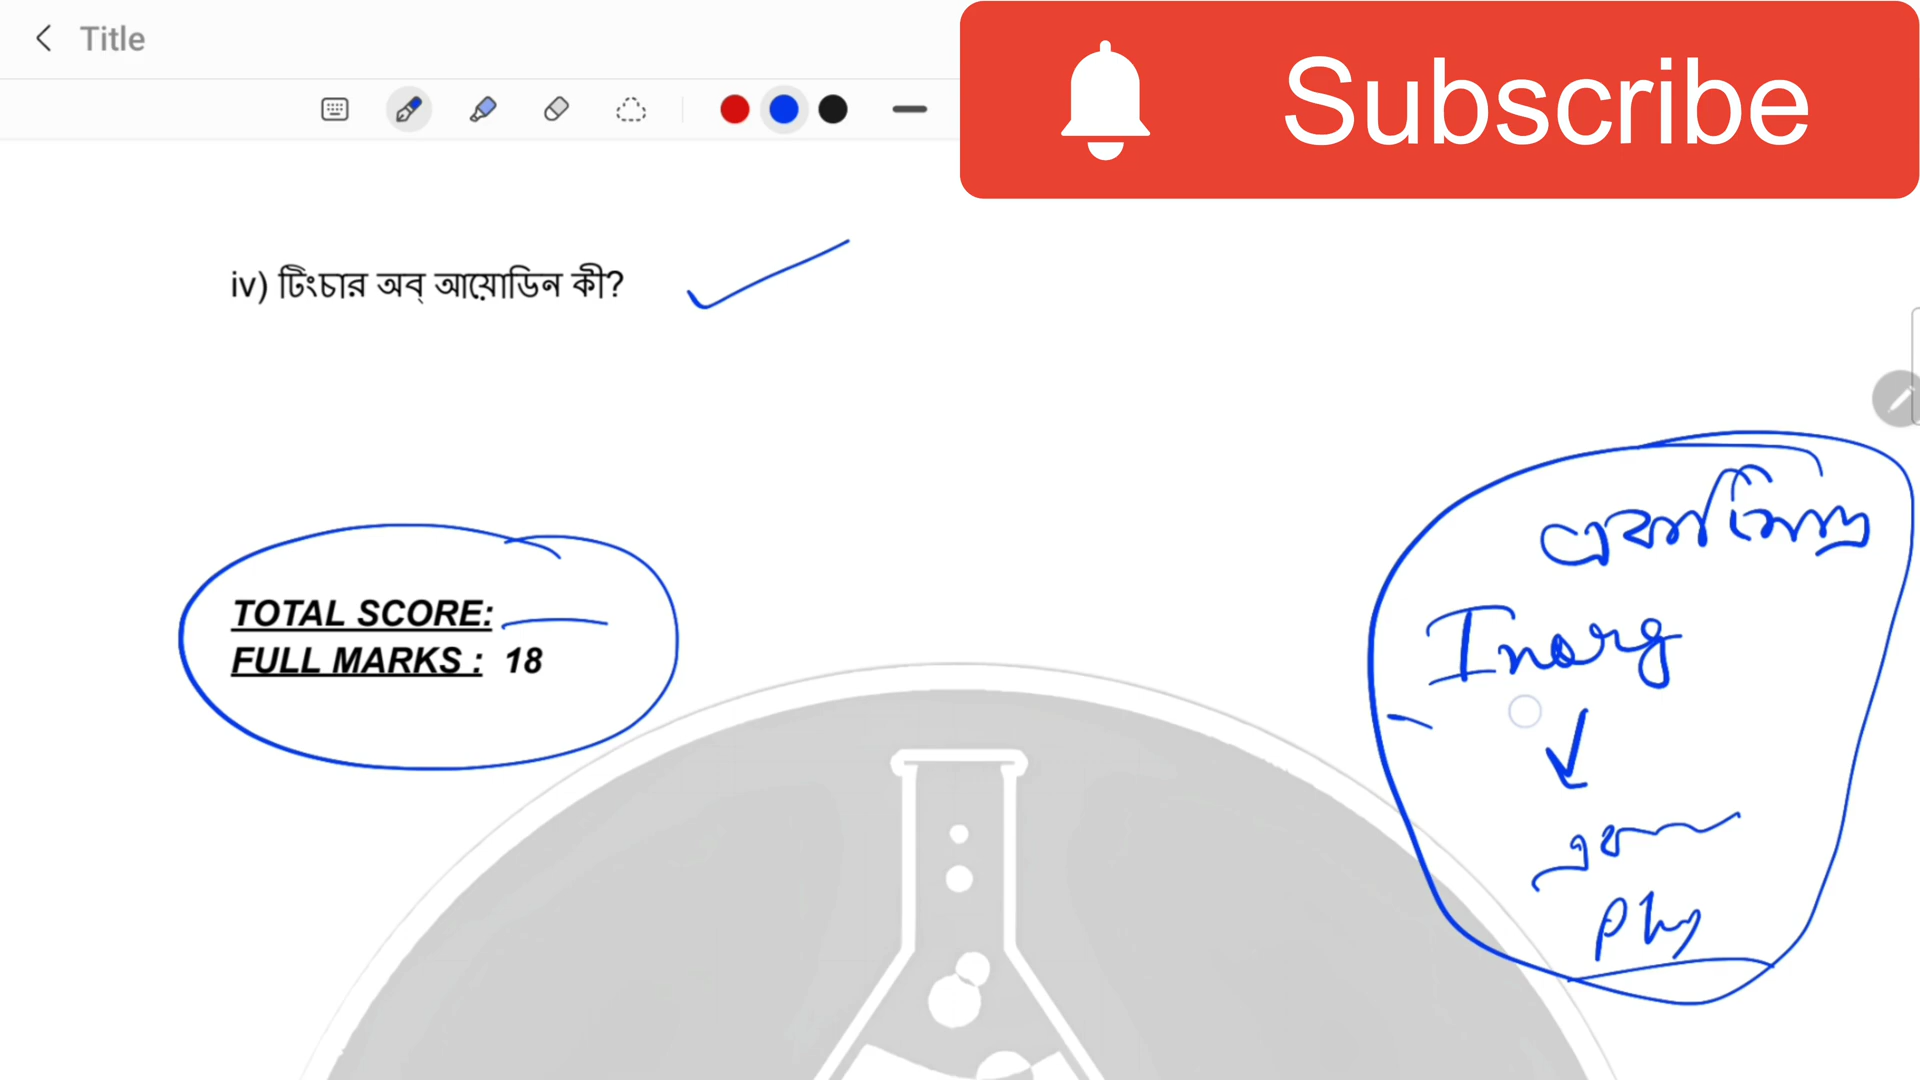 Title
Subscribe
iv) টিংচার অব্ আয়োডিন কী?
TOTAL SCORE:
FULL MARKS : 18
Inorg
Phy